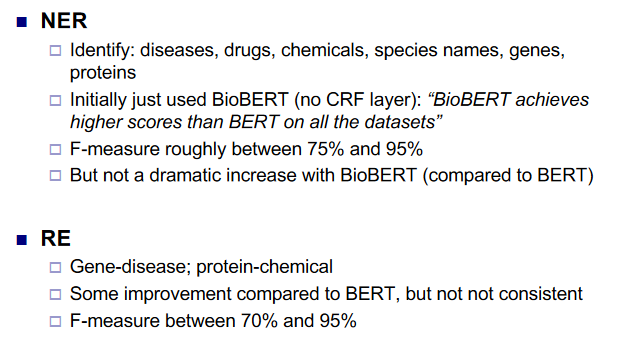 NER
Identify: diseases, drugs, chemicals, species names, genes,
proteins
Initially just used BioBERT (no CRF layer): “BioBERT achieves
higher scores than BERT on all the datasets”
F-measure roughly between 75% and 95%
But not a dramatic increase with BioBERT (compared to BERT)
RE
Gene-disease; protein-chemical
Some improvement compared to BERT, but not not consistent
F-measure between 70% and 95%